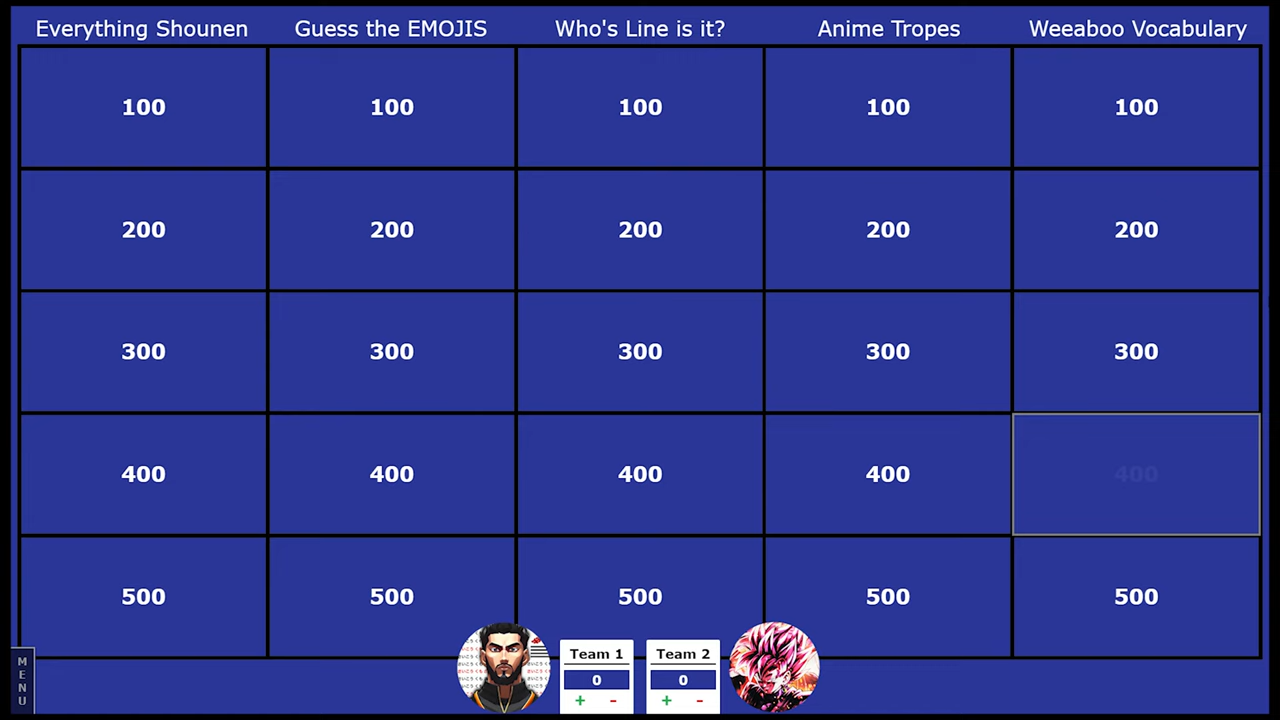 Everything Shounen Guess the EMOJIS Who's Line is it? Anime Tropes Weeaboo Vocabulary
100 100 100 100 100
200 200 200 200 200
300 300 300 300 300
400 400 400 400 400
500 500 500 500 500
Team 1 Team 2
0 0
+ - + -
MENU